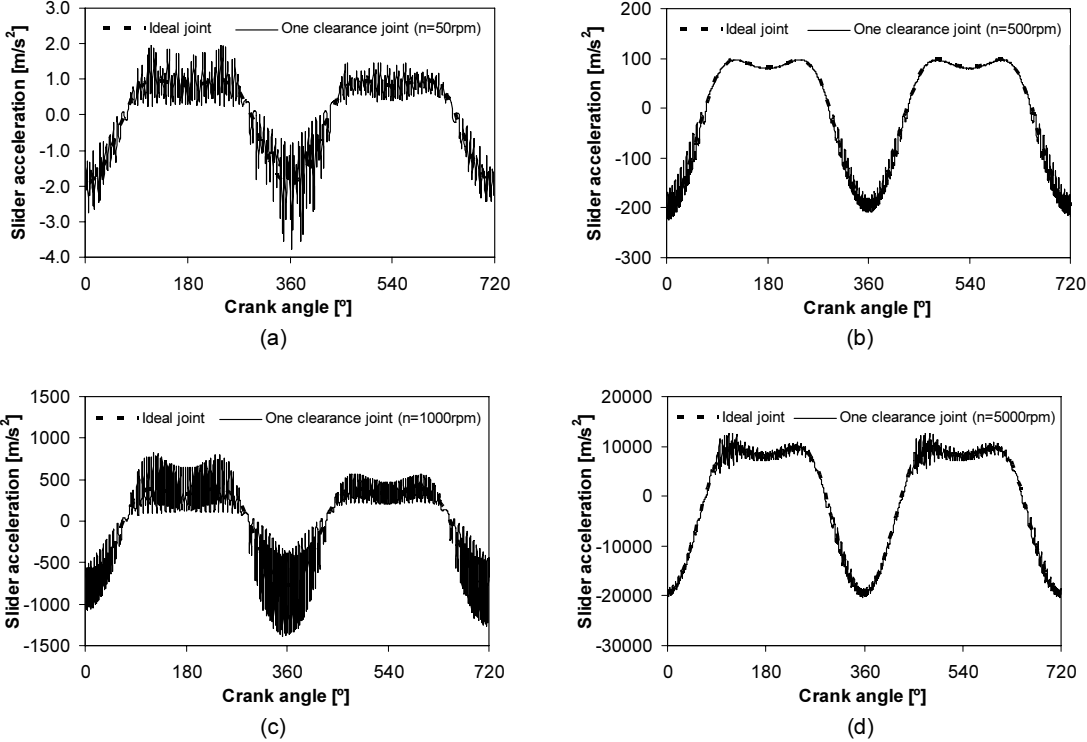 3.0
2.0
1.0
0.0
-1.0
-2.0
-3.0
-4.0
Slider acceleration [m/s²]
Ideal joint One clearance joint (n=50rpm)
0 180 360 540 720
Crank angle [º]
(a)
200
100
0
-100
-200
-300
Slider acceleration [m/s²]
Ideal joint One clearance joint (n=500rpm)
0 180 360 540 720
Crank angle [º]
(b)
1500
1000
500
0
-500
-1000
-1500
Slider acceleration [m/s²]
Ideal joint One clearance joint (n=1000rpm)
0 180 360 540 720
Crank angle [º]
(c)
20000
10000
0
-10000
-20000
-30000
Slider acceleration [m/s²]
Ideal joint One clearance joint (n=5000rpm)
0 180 360 540 720
Crank angle [º]
(d)